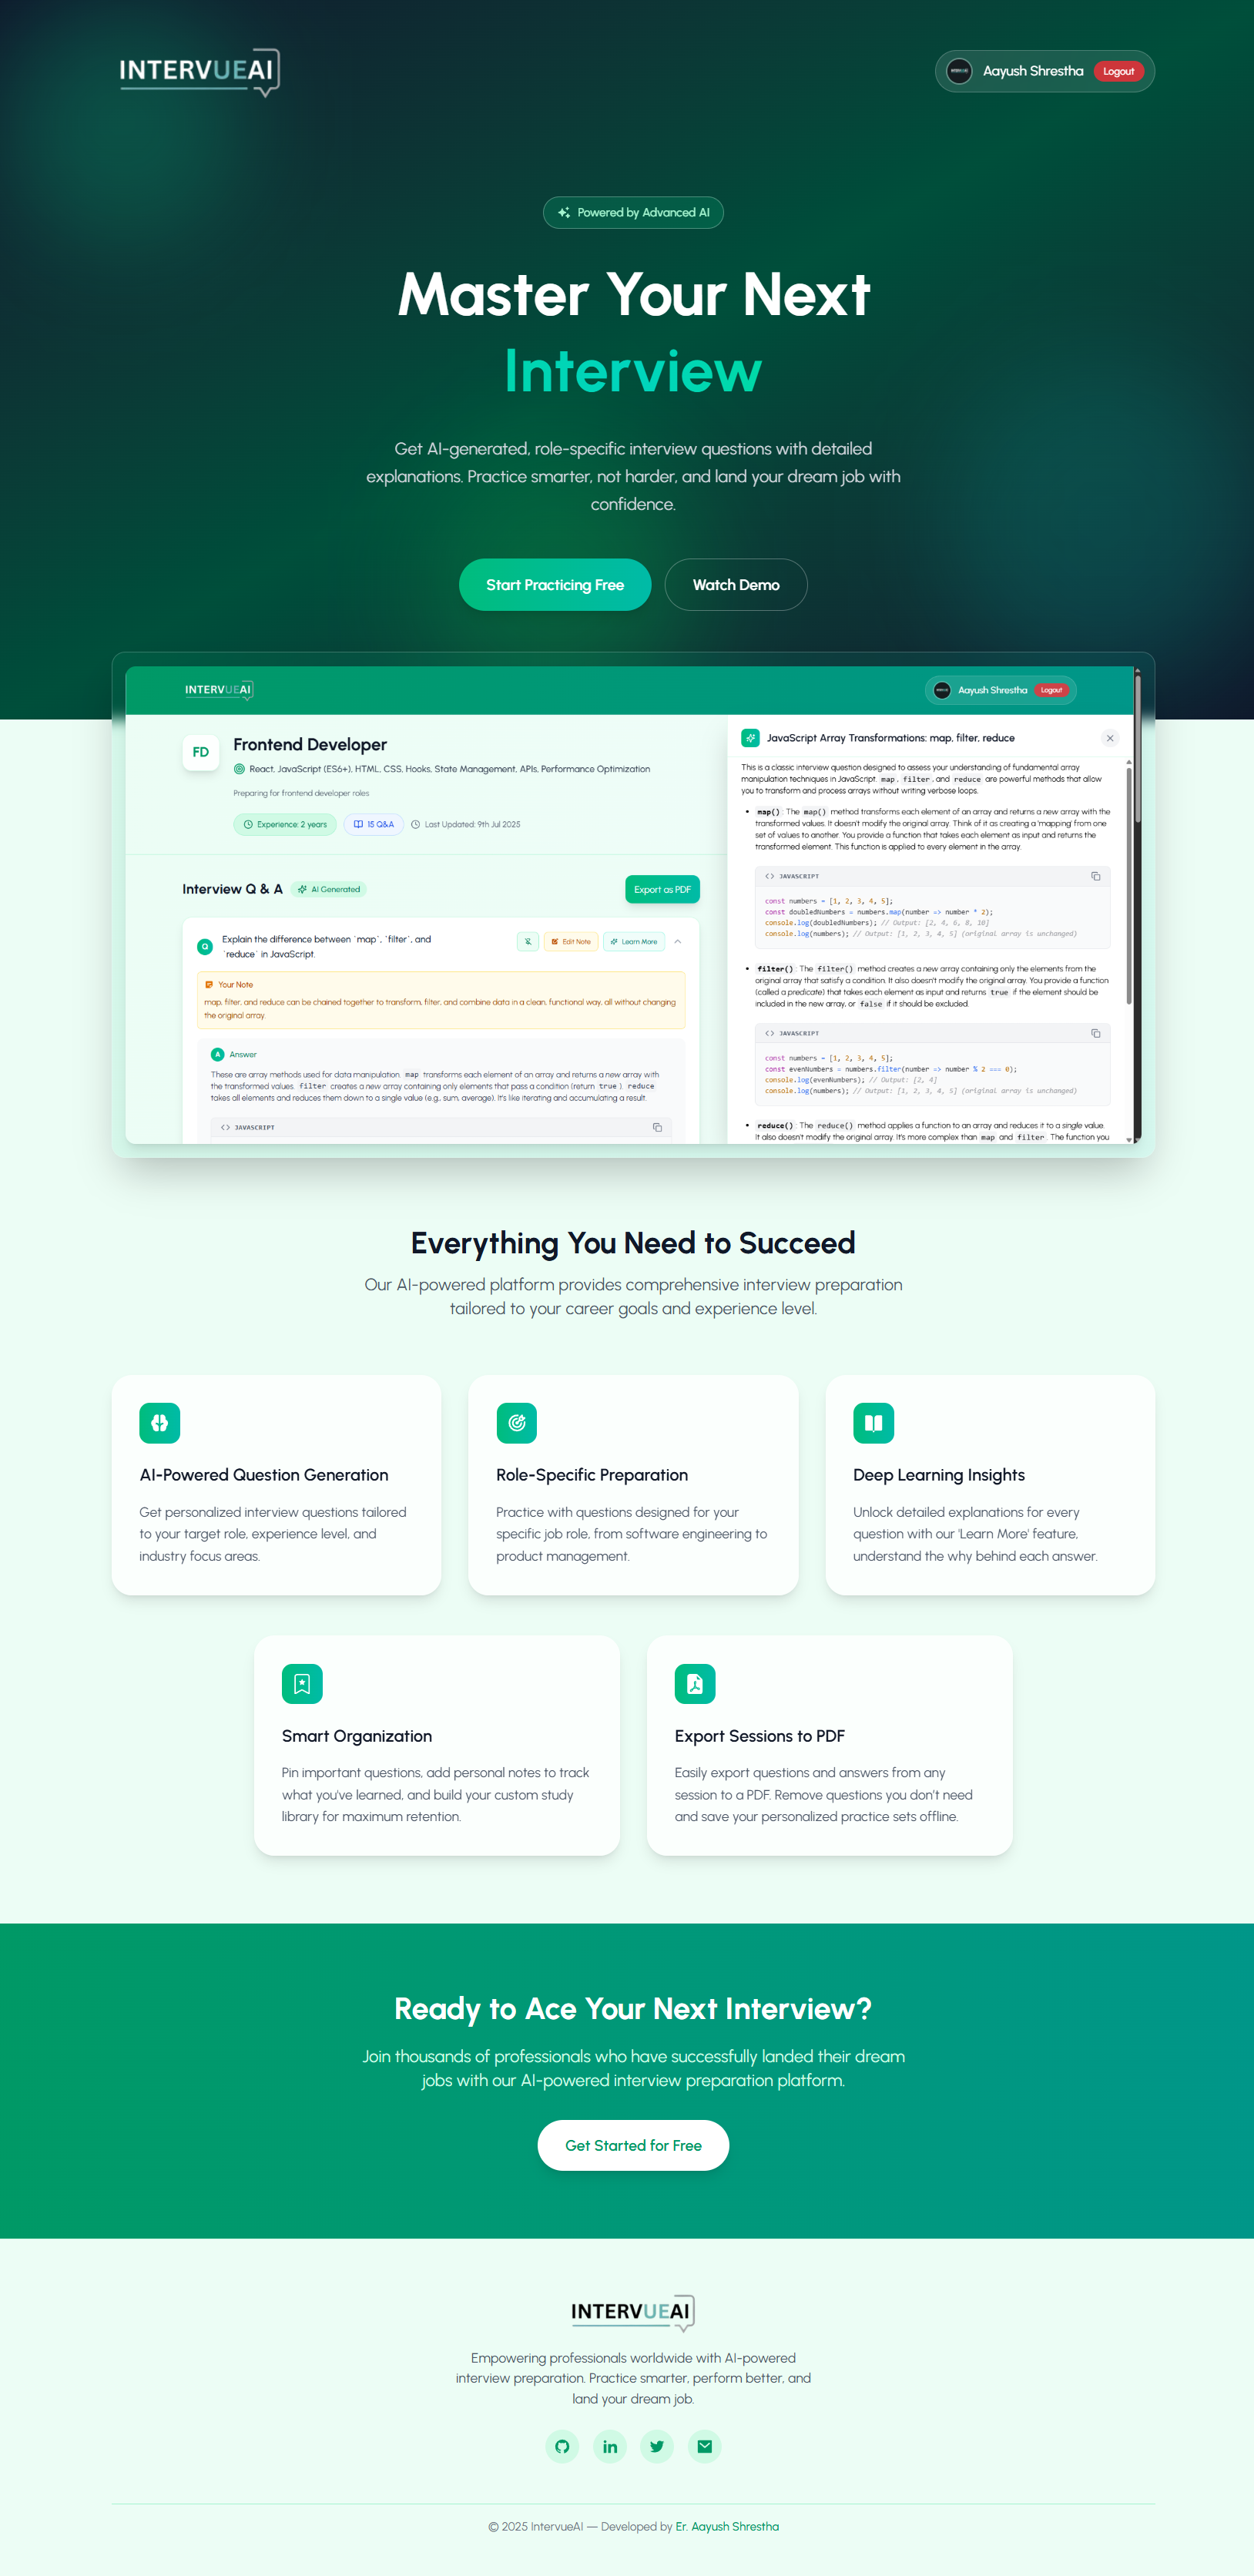 INTERVUEAI
Aayush Shrestha
Logout
Powered by Advanced AI
Master Your Next
Interview
Get AI-generated, role-specific interview questions with detailed
explanations. Practice smarter, not harder, and land your dream job with
confidence.
Start Practicing Free
Watch Demo
INTERVUEAI
Aayush Shrestha
Logout
FD
Frontend Developer
React, JavaScript (ES6+), HTML, CSS, Hooks, State Management, APIs, Performance Optimization
Preparing for frontend developer roles
Experience: 2 years
15 Q&A
Last Updated: 9th Jul 2025
Interview Q & A
AI Generated
Export as PDF
Q
Explain the difference between `map`, `filter`, and
`reduce` in JavaScript.
Edit Note
Learn More
Your Note
map, filter, and reduce can be chained together to transform, filter, and combine data in a clean, functional way, all without changing
the original array.
A
Answer
These are array methods used for data manipulation. map transforms each element of an array and returns a new array with
the transformed values. filter creates a new array containing only elements that pass a condition (return true ). reduce
takes all elements and reduces them down to a single value (e.g., sum, average). It's like iterating and accumulating a result.
<> JAVASCRIPT
JavaScript Array Transformations: map, filter, reduce
This is a classic interview question designed to assess your understanding of fundamental array
manipulation techniques in JavaScript. map , filter , and reduce are powerful methods that allow
you to transform and process arrays without writing verbose loops.
• map() : The map() method transforms each element of an array and returns a new array with the
transformed values. It doesn't modify the original array. Think of it as creating a 'mapping' from one
set of values to another. You provide a function that takes each element as input and returns the
transformed element. This function is applied to every element in the array.
<> JAVASCRIPT
const numbers = [1, 2, 3, 4, 5];
const doubledNumbers = numbers.map(number => number * 2);
console.log(doubledNumbers); // Output: [2, 4, 6, 8, 10]
console.log(numbers); // Output: [1, 2, 3, 4, 5] (original array is unchanged)
• filter() : The filter() method creates a new array containing only the elements from the
original array that satisfy a condition. It also doesn't modify the original array. You provide a function
(called a predicate) that takes each element as input and returns true if the element should be
included in the new array, or false if it should be excluded.
<> JAVASCRIPT
const numbers = [1, 2, 3, 4, 5];
const evenNumbers = numbers.filter(number => number % 2 === 0);
console.log(evenNumbers); // Output: [2, 4]
console.log(numbers); // Output: [1, 2, 3, 4, 5] (original array is unchanged)
• reduce() : The reduce() method applies a function to an array and reduces it to a single value.
It also doesn't modify the original array. It's more complex than map and filter . The function you
Everything You Need to Succeed
Our AI-powered platform provides comprehensive interview preparation
tailored to your career goals and experience level.
AI-Powered Question Generation
Get personalized interview questions tailored
to your target role, experience level, and
industry focus areas.
Role-Specific Preparation
Practice with questions designed for your
specific job role, from software engineering to
product management.
Deep Learning Insights
Unlock detailed explanations for every
question with our 'Learn More' feature,
understand the why behind each answer.
Smart Organization
Pin important questions, add personal notes to track
what you've learned, and build your custom study
library for maximum retention.
Export Sessions to PDF
Easily export questions and answers from any
session to a PDF. Remove questions you don't need
and save your personalized practice sets offline.
Ready to Ace Your Next Interview?
Join thousands of professionals who have successfully landed their dream
jobs with our AI-powered interview preparation platform.
Get Started for Free
INTERVUEAI
Empowering professionals worldwide with AI-powered
interview preparation. Practice smarter, perform better, and
land your dream job.
© 2025 IntervueAI — Developed by Er. Aayush Shrestha